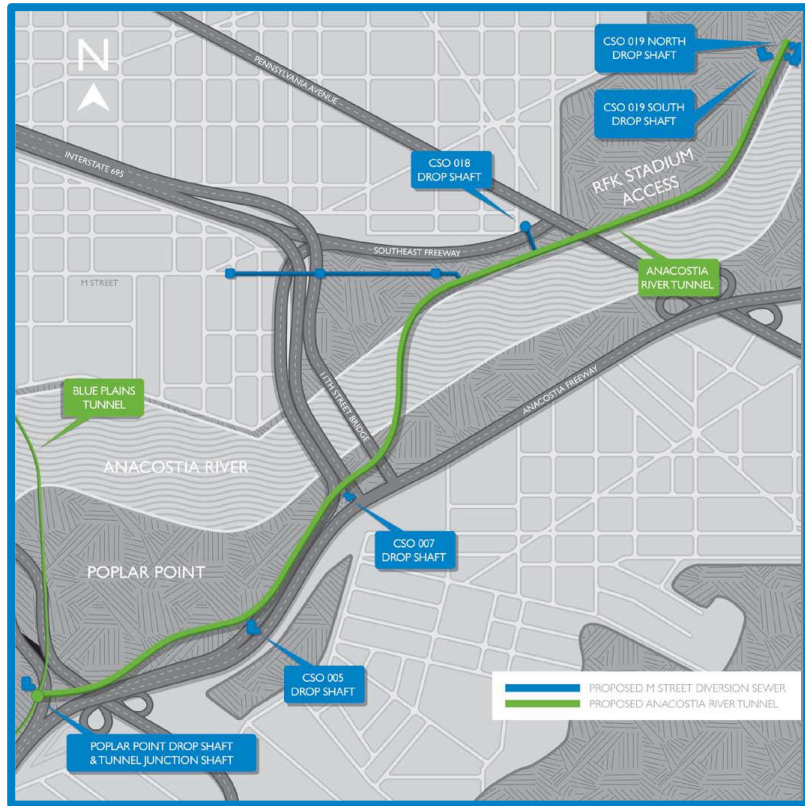 CSO 019 NORTH
DROP SHAFT
N
PENNSYLVANIA AVENUE
CSO 019 SOUTH
DROP SHAFT
INTERSTATE 695
CSO 018
DROP SHAFT
RFK STADIUM
ACCESS
SOUTHEAST FREEWAY
M STREET
ANACOSTIA
RIVER TUNNEL
BLUE PLAINS
TUNNEL
11TH STREET BRIDGE
ANACOSTIA FREEWAY
ANACOSTIA RIVER
CSO 007
DROP SHAFT
POPLAR POINT
CSO 005
DROP SHAFT
PROPOSED M STREET DIVERSION SEWER
PROPOSED ANACOSTIA RIVER TUNNEL
POPLAR POINT DROP SHAFT
& TUNNEL JUNCTION SHAFT